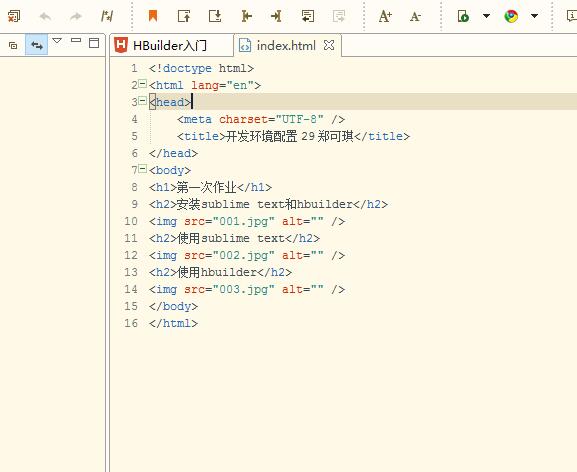 /*/
A+
A-
HBuilder入门
index.html
1 <!doctype html>
2 <html lang="en">
3 <head>
4 <meta charset="UTF-8" />
5 <title>开发环境配置 29 郑可琪</title>
6 </head>
7 <body>
8 <h1>第一次作业</h1>
9 <h2>安装sublime text和hbuilder</h2>
10 <img src="001.jpg" alt="" />
11 <h2>使用sublime text</h2>
12 <img src="002.jpg" alt="" />
13 <h2>使用hbuilder</h2>
14 <img src="003.jpg" alt="" />
15 </body>
16 </html>